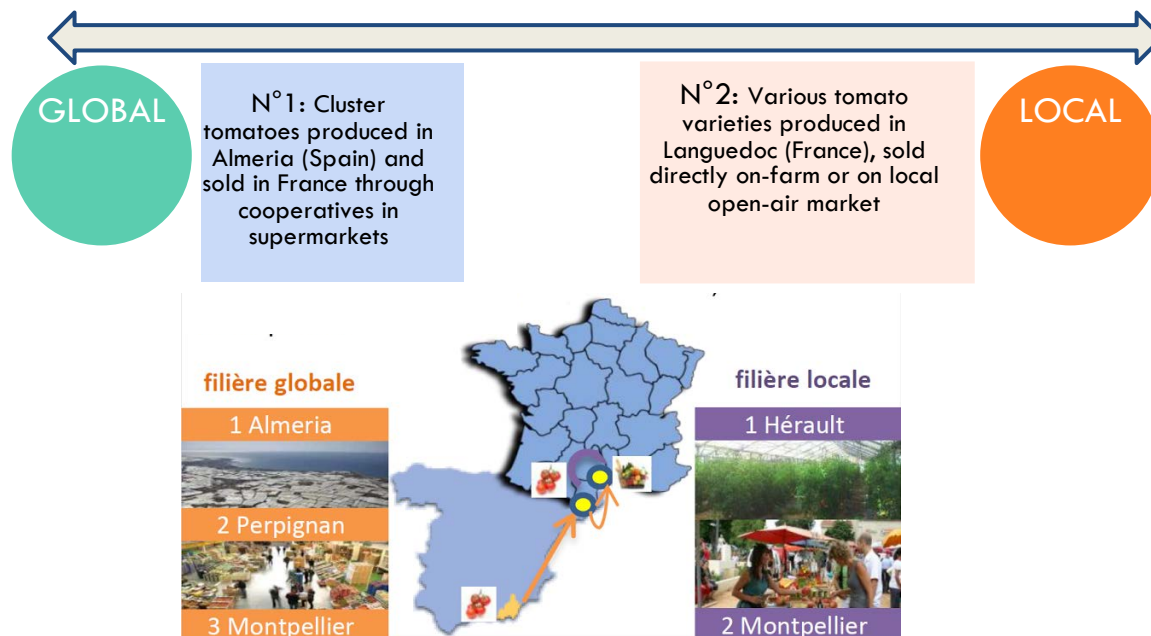 GLOBAL
N°1: Cluster
tomatoes produced in
Almeria (Spain) and
sold in France through
cooperatives in
supermarkets
N°2: Various tomato
varieties produced in
Languedoc (France), sold
directly on-farm or on local
open-air market
LOCAL
filière globale
1 Almeria
2 Perpignan
3 Montpellier
filière locale
1 Hérault
2 Montpellier